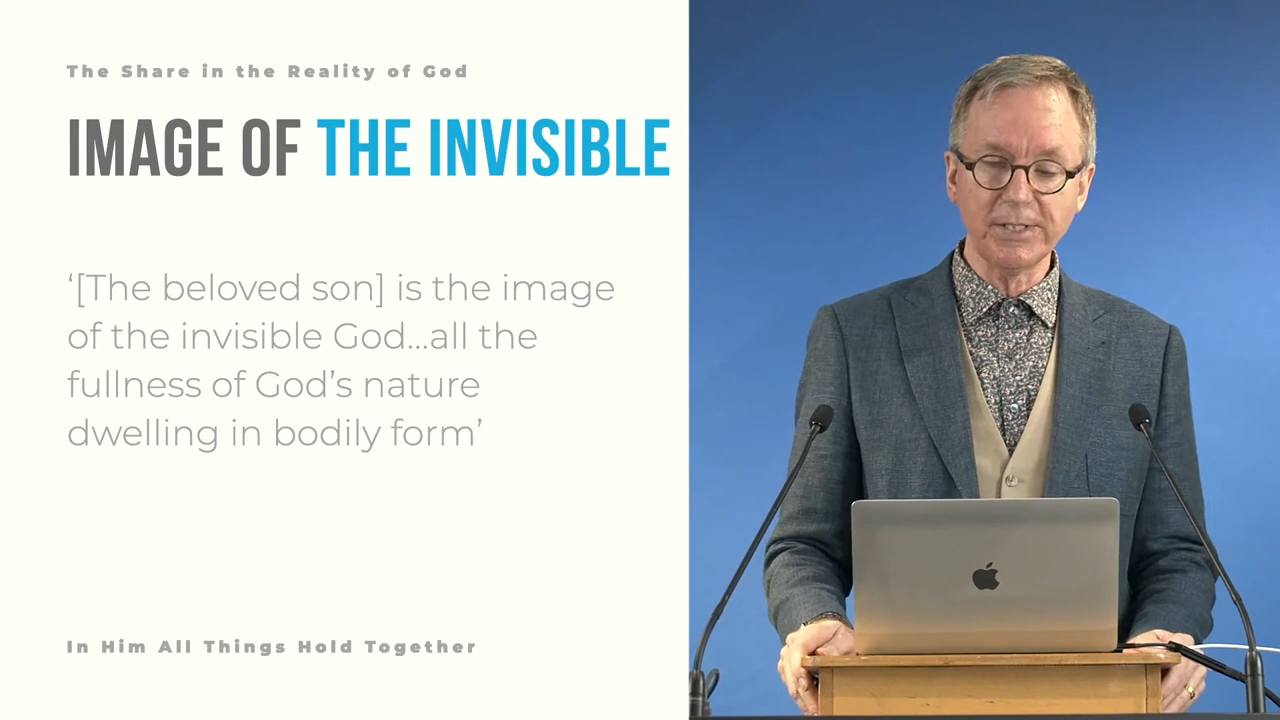 The Share in the Reality of God
IMAGE OF THE INVISIBLE
‘[The beloved son] is the image
of the invisible God...all the
fullness of God’s nature
dwelling in bodily form’
In Him All Things Hold Together